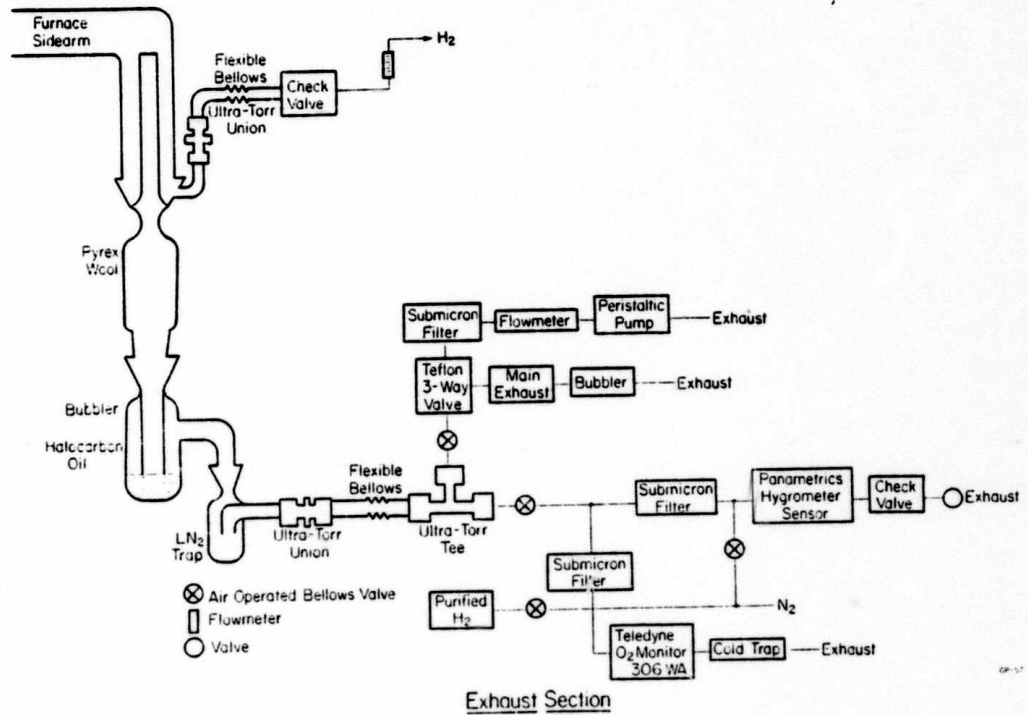 Furnace
Sidearm
H₂
Flexible
Bellows
Check
Valve
Ultra-Torr
Union
Pyrex
Wool
Submicron
Filter
Flowmeter
Peristaltic
Pump
Exhaust
Teflon
3-Way
Valve
Main
Exhaust
Bubbler
Exhaust
Bubbler
Halocarbon
Oil
Flexible
Bellows
Submicron
Filter
Panametrics
Hygrometer
Sensor
Check
Valve
Exhaust
LN₂
Trap
Ultra-Torr
Union
Ultra-Torr
Tee
Submicron
Filter
Air Operated Bellows Valve
Flowmeter
Valve
Purified
H₂
N₂
Teledyne
O₂ Monitor
306 WA
Cold Trap
Exhaust
Exhaust Section